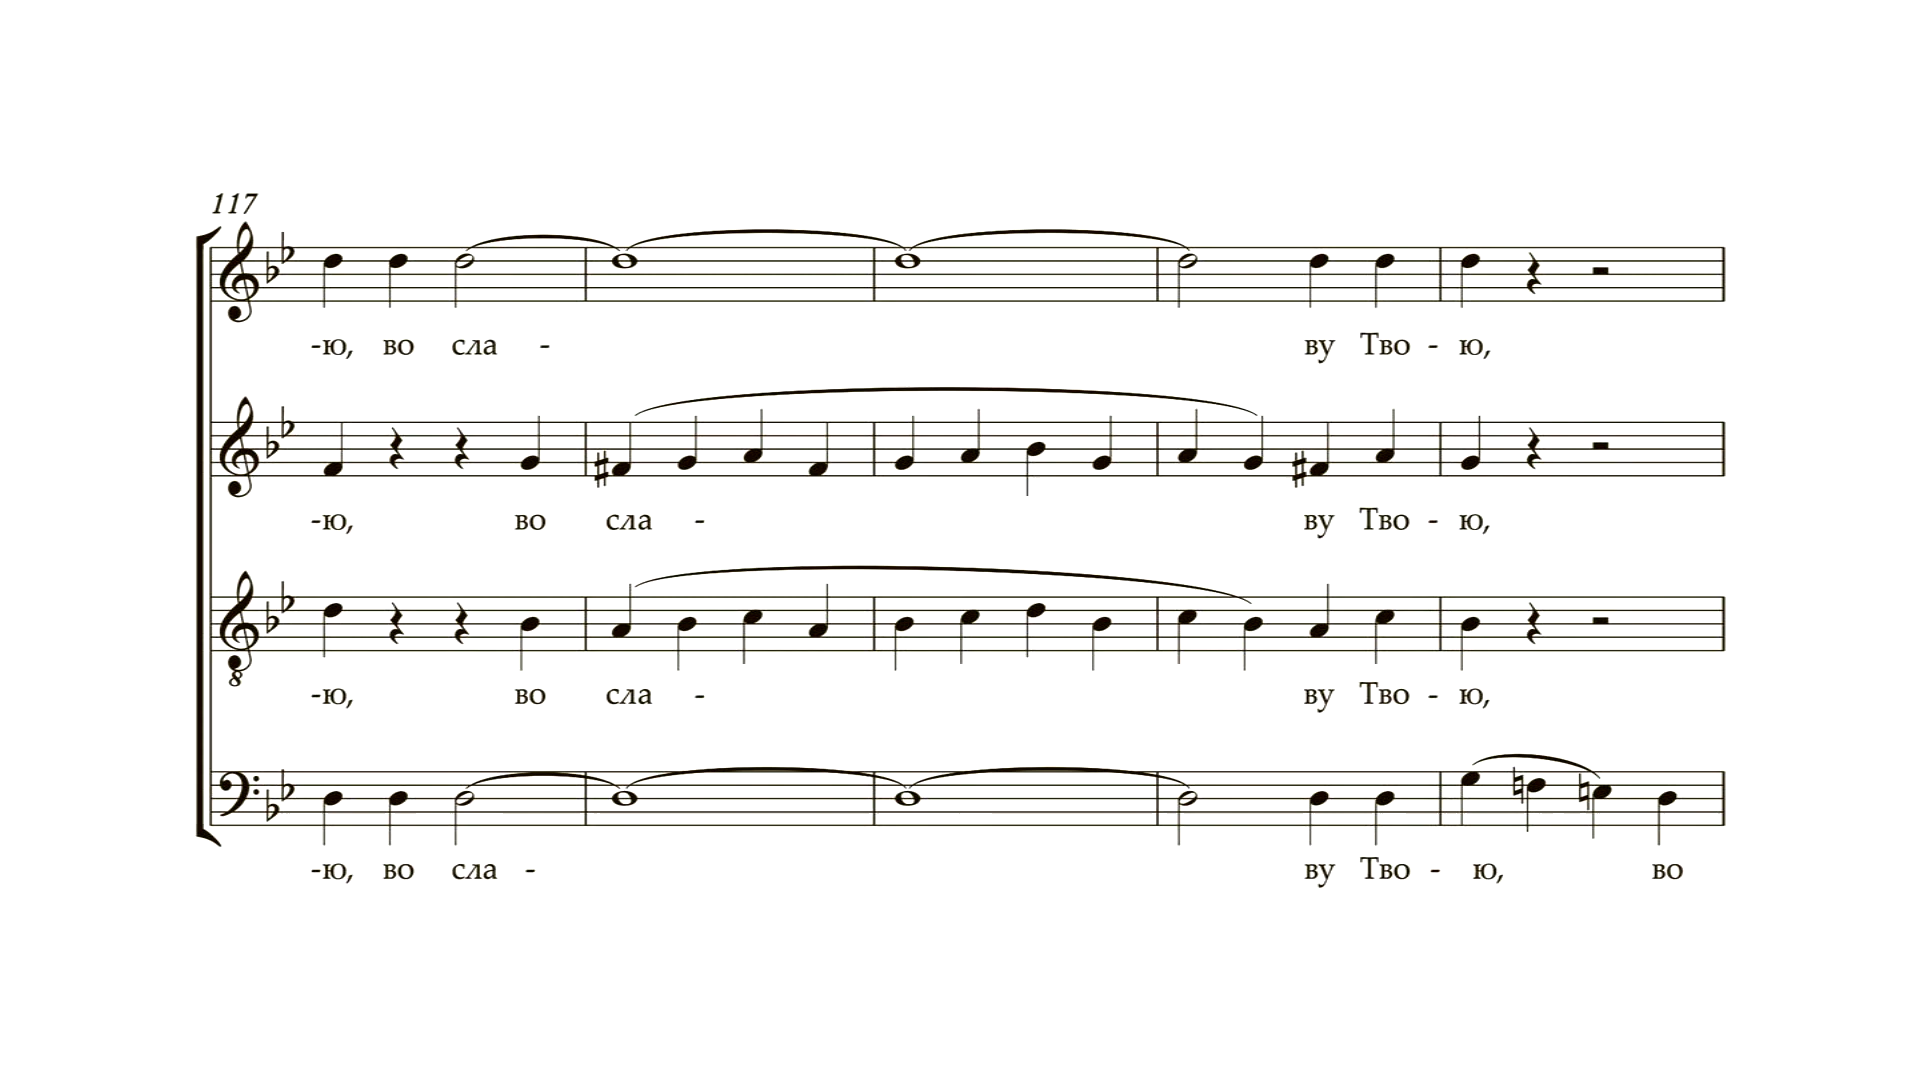 117
-ю, во сла - ву Тво - ю,
-ю, во сла - ву Тво - ю,
8
-ю, во сла - ву Тво - ю,
-ю, во сла - ву Тво - ю, во